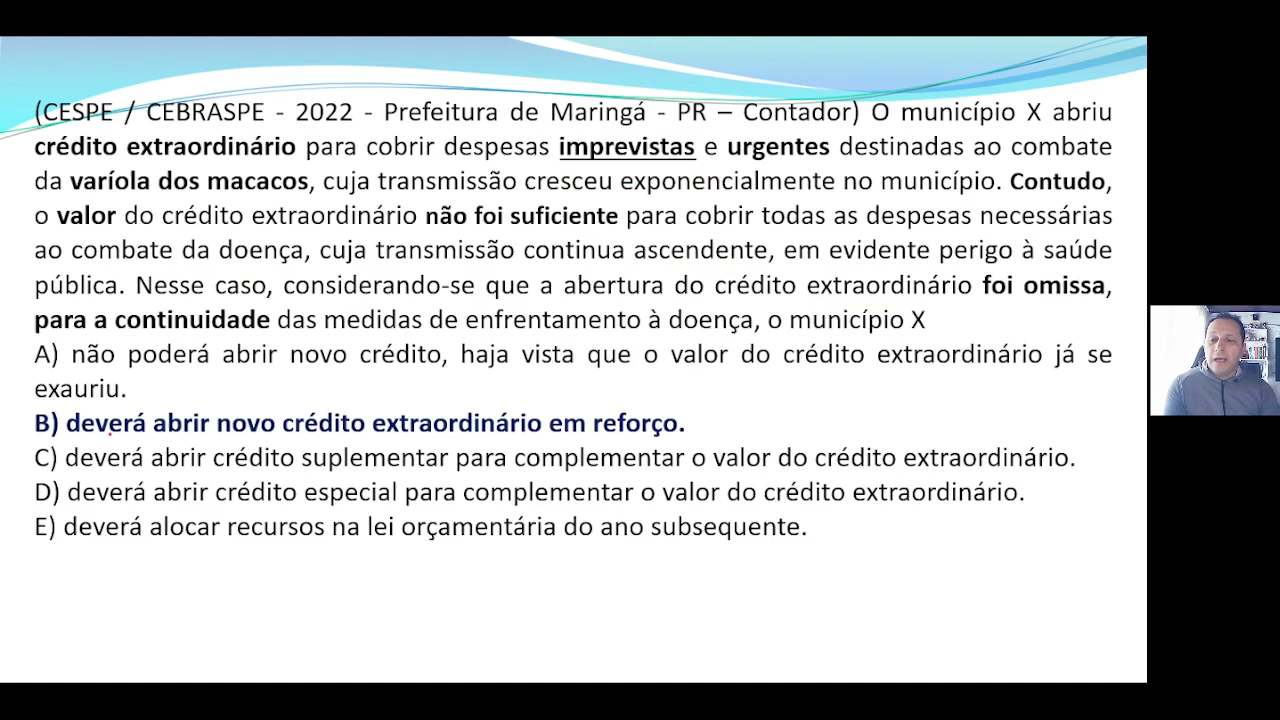 (CESPE / CEBRASPE - 2022 - Prefeitura de Maringá - PR – Contador) O município X abriu
crédito extraordinário para cobrir despesas imprevistas e urgentes destinadas ao combate
da varíola dos macacos, cuja transmissão cresceu exponencialmente no município. Contudo,
o valor do crédito extraordinário não foi suficiente para cobrir todas as despesas necessárias
ao combate da doença, cuja transmissão continua ascendente, em evidente perigo à saúde
pública. Nesse caso, considerando-se que a abertura do crédito extraordinário foi omissa,
para a continuidade das medidas de enfrentamento à doença, o município X
A) não poderá abrir novo crédito, haja vista que o valor do crédito extraordinário já se
exauriu.
B) deverá abrir novo crédito extraordinário em reforço.
C) deverá abrir crédito suplementar para complementar o valor do crédito extraordinário.
D) deverá abrir crédito especial para complementar o valor do crédito extraordinário.
E) deverá alocar recursos na lei orçamentária do ano subsequente.